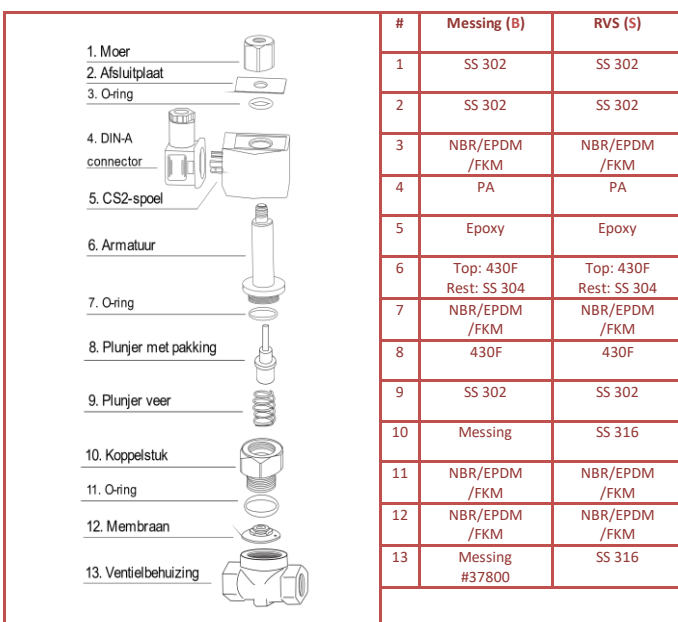 1. Moer
2. Afsluitplaat
3. O-ring
4. DIN-A
connector
5. CS2-spoel
6. Armatuur
7. O-ring
8. Plunjer met pakking
9. Plunjer veer
10. Koppelstuk
11. O-ring
12. Membraan
13. Ventielbehuizing
# Messing (B) RVS (S)
1 SS 302 SS 302
2 SS 302 SS 302
3 NBR/EPDM NBR/EPDM
/FKM /FKM
4 PA PA
5 Epoxy Epoxy
6 Top: 430F Top: 430F
Rest: SS 304 Rest: SS 304
7 NBR/EPDM NBR/EPDM
/FKM /FKM
8 430F 430F
9 SS 302 SS 302
10 Messing SS 316
11 NBR/EPDM NBR/EPDM
/FKM /FKM
12 NBR/EPDM NBR/EPDM
/FKM /FKM
13 Messing SS 316
#37800